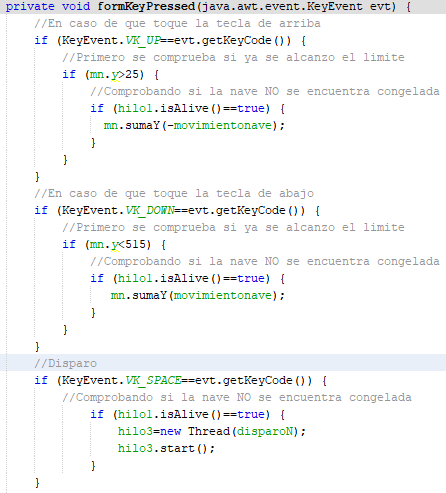 private void formKeyPressed(java.awt.event.KeyEvent evt) {
//En caso de que toque la tecla de arriba
if (KeyEvent.VK_UP==evt.getKeyCode()) {
//Primero se comprueba si ya se alcanzo el limite
if (mn.y>25) {
//Comprobando si la nave NO se encuentra congelada
if (hilo1.isAlive()==true) {
mn.sumaY(-movimientonave);
}
}
}
//En caso de que toque la tecla de abajo
if (KeyEvent.VK_DOWN==evt.getKeyCode()) {
//Primero se comprueba si ya se alcanzo el limite
if (mn.y<515) {
//Comprobando si la nave NO se encuentra congelada
if (hilo1.isAlive()==true) {
mn.sumaY(movimientonave);
}
}
}
//Disparo
if (KeyEvent.VK_SPACE==evt.getKeyCode()) {
//Comprobando si la nave NO se encuentra congelada
if (hilo1.isAlive()==true) {
hilo3=new Thread(disparoN);
hilo3.start();
}
}